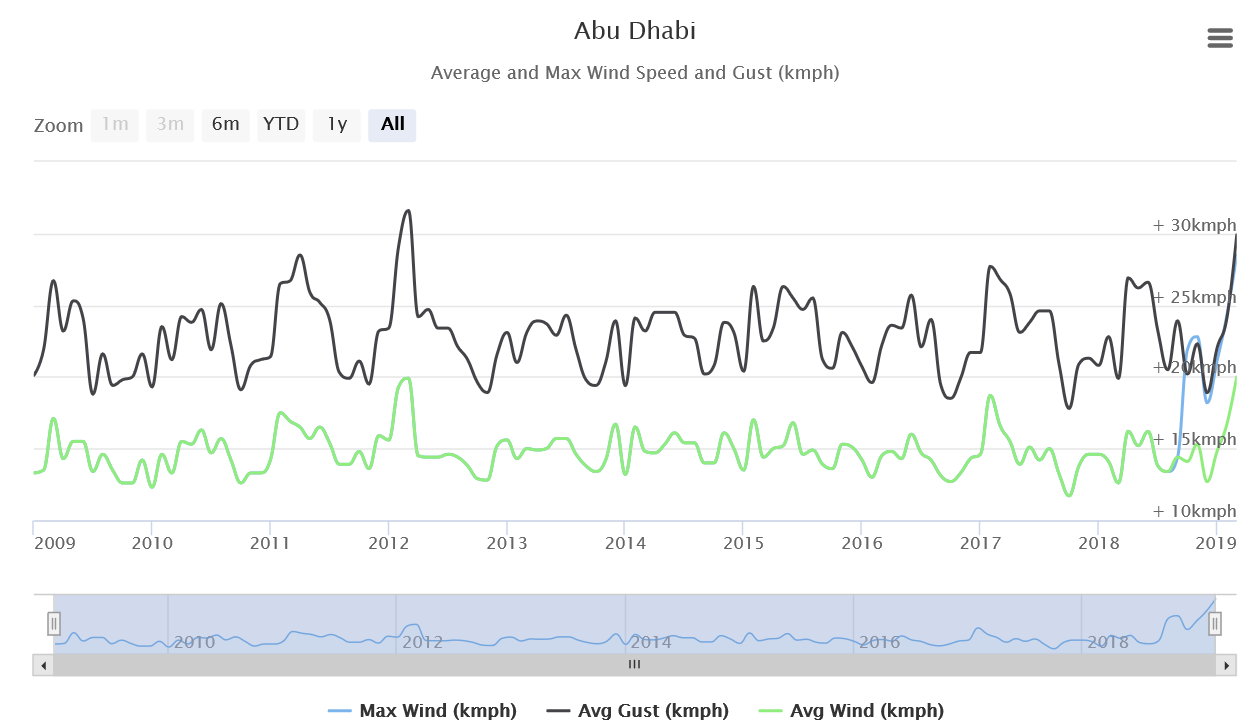 Abu Dhabi
Average and Max Wind Speed and Gust (kmph)
Zoom 1m 3m 6m YTD 1y All
+ 30kmph
+ 25kmph
+ 20kmph
+ 15kmph
+ 10kmph
2009 2010 2011 2012 2013 2014 2015 2016 2017 2018 2019
2010 2012 2014 2016 2018
Max Wind (kmph) Avg Gust (kmph) Avg Wind (kmph)